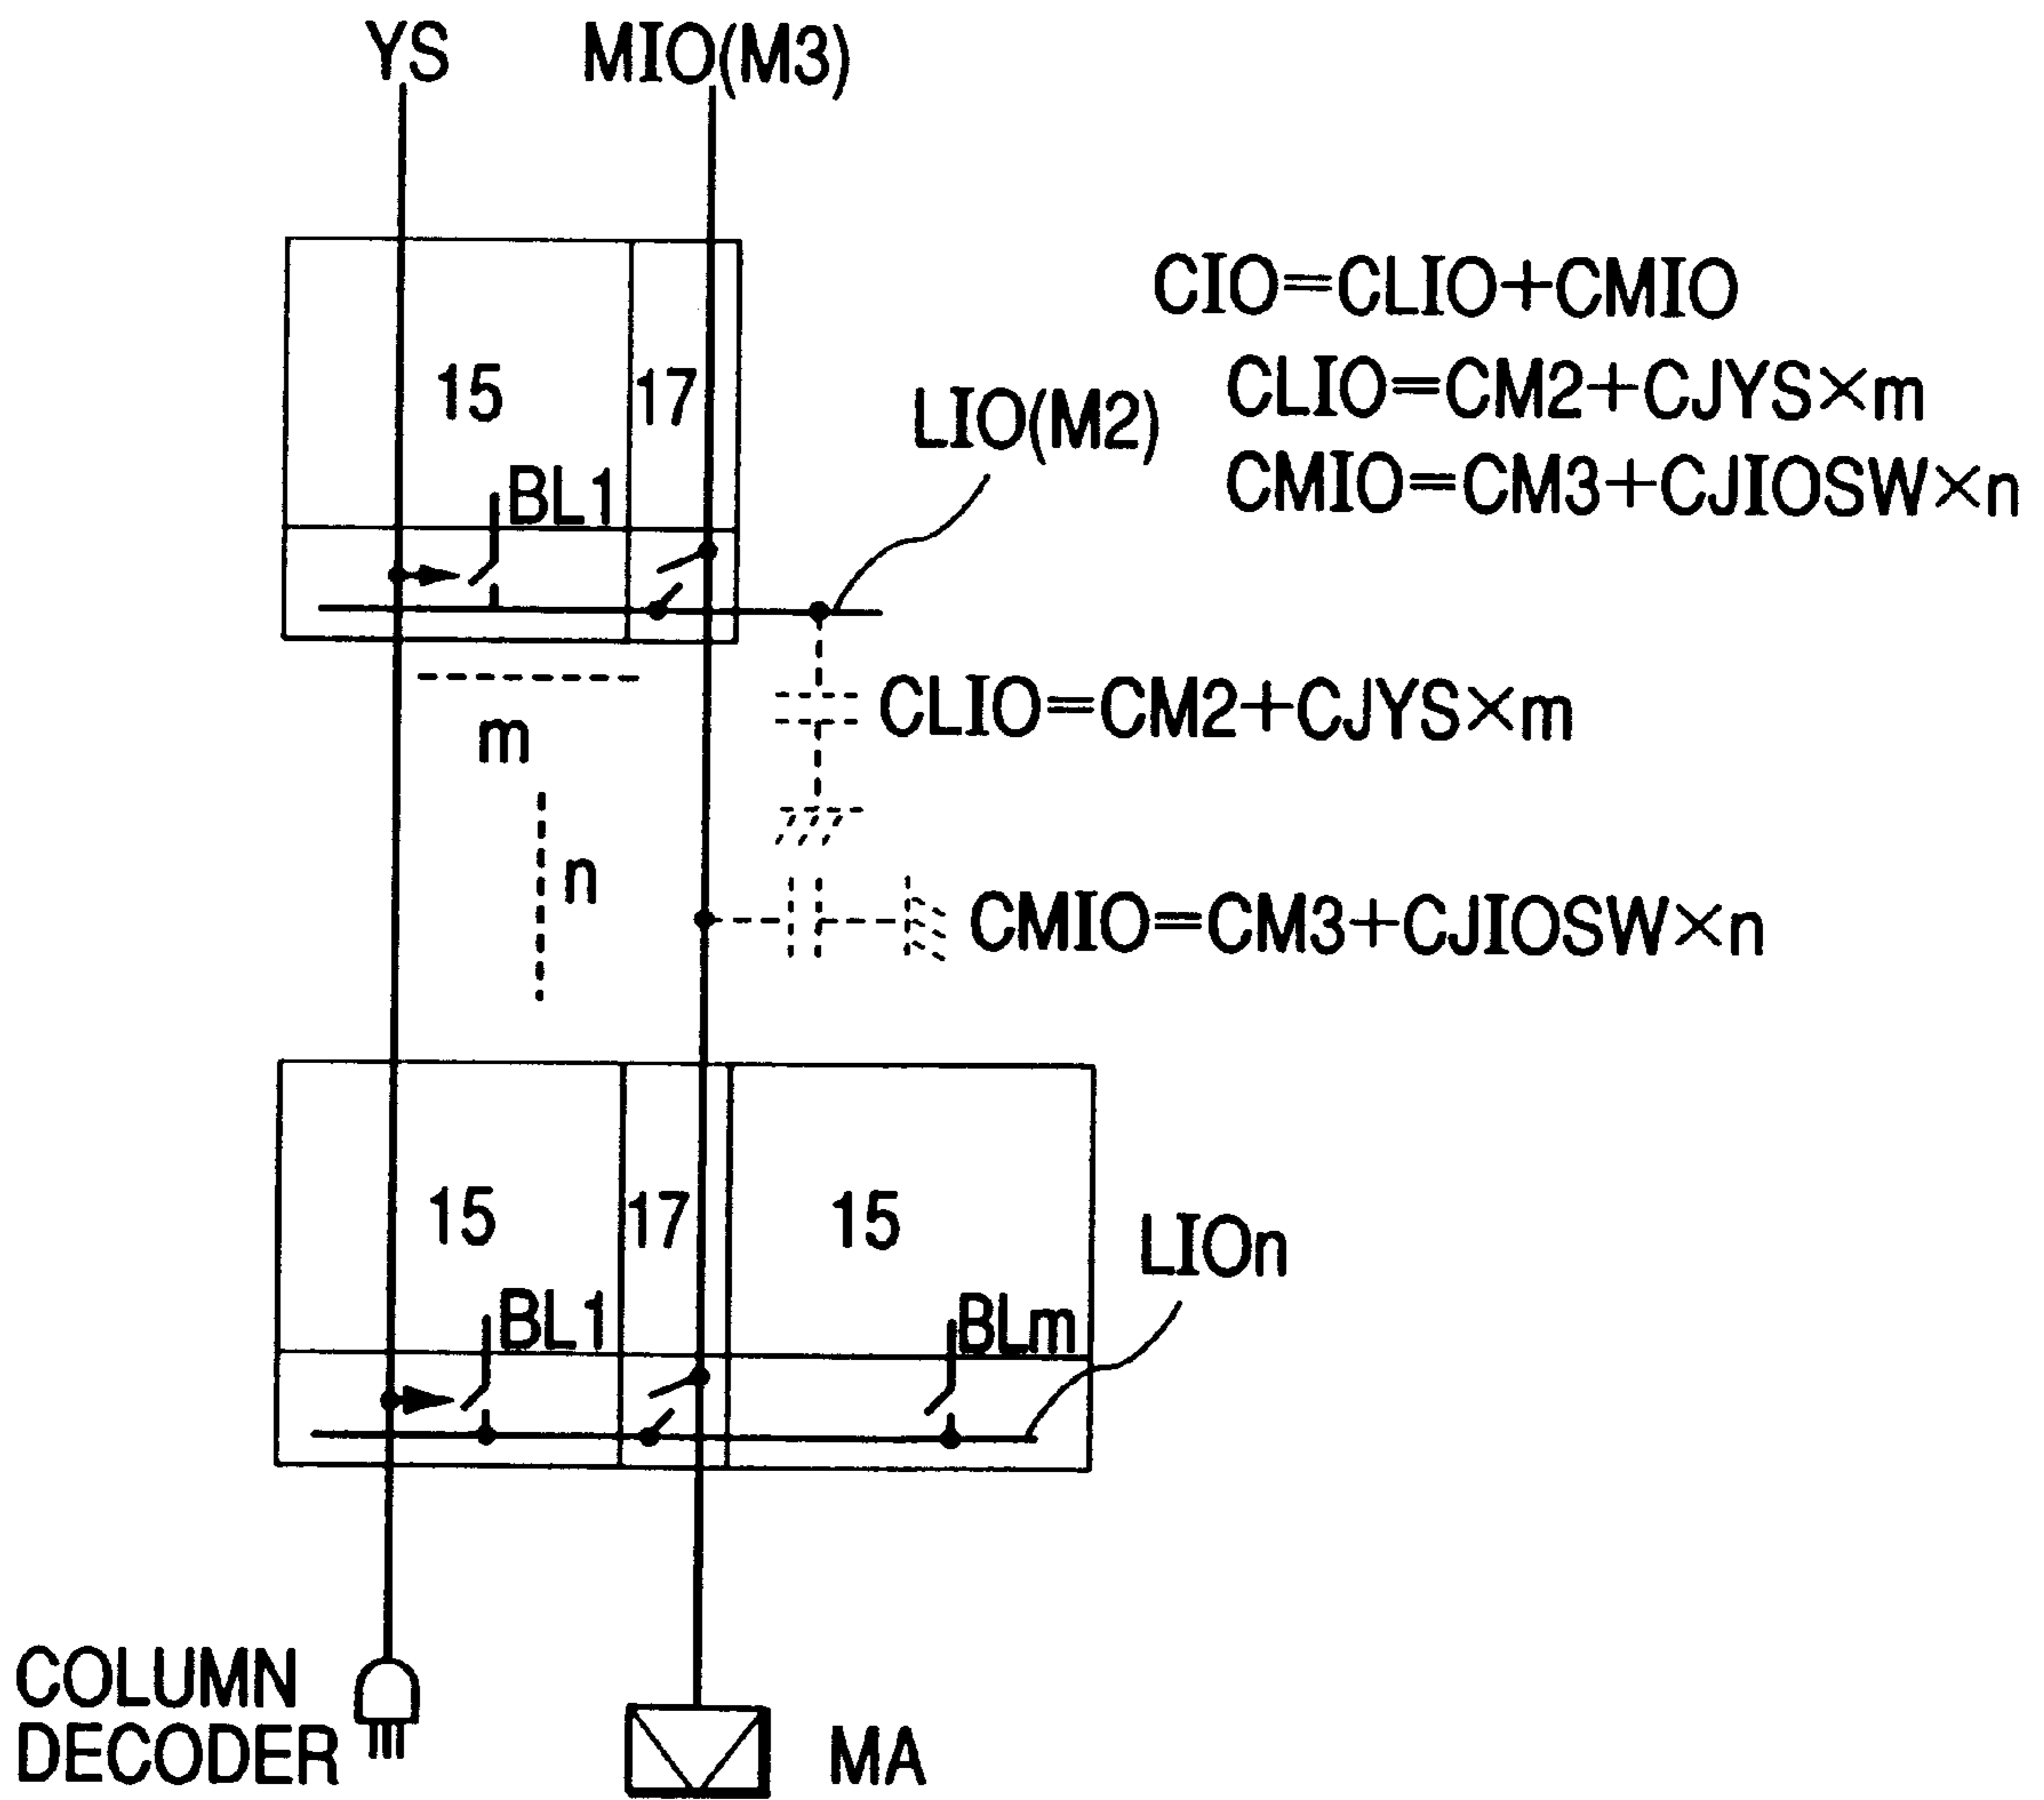 YS
MIO(M3)
CIO=CLIO+CMIO
CLIO=CM2+CJYS×m
CMIO=CM3+CJIOSW×n
15
17
LIO(M2)
BL1
CLIO=CM2+CJYS×m
m
n
CMIO=CM3+CJIOSW×n
15
17
15
LIOn
BL1
BLm
COLUMN
DECODER
MA